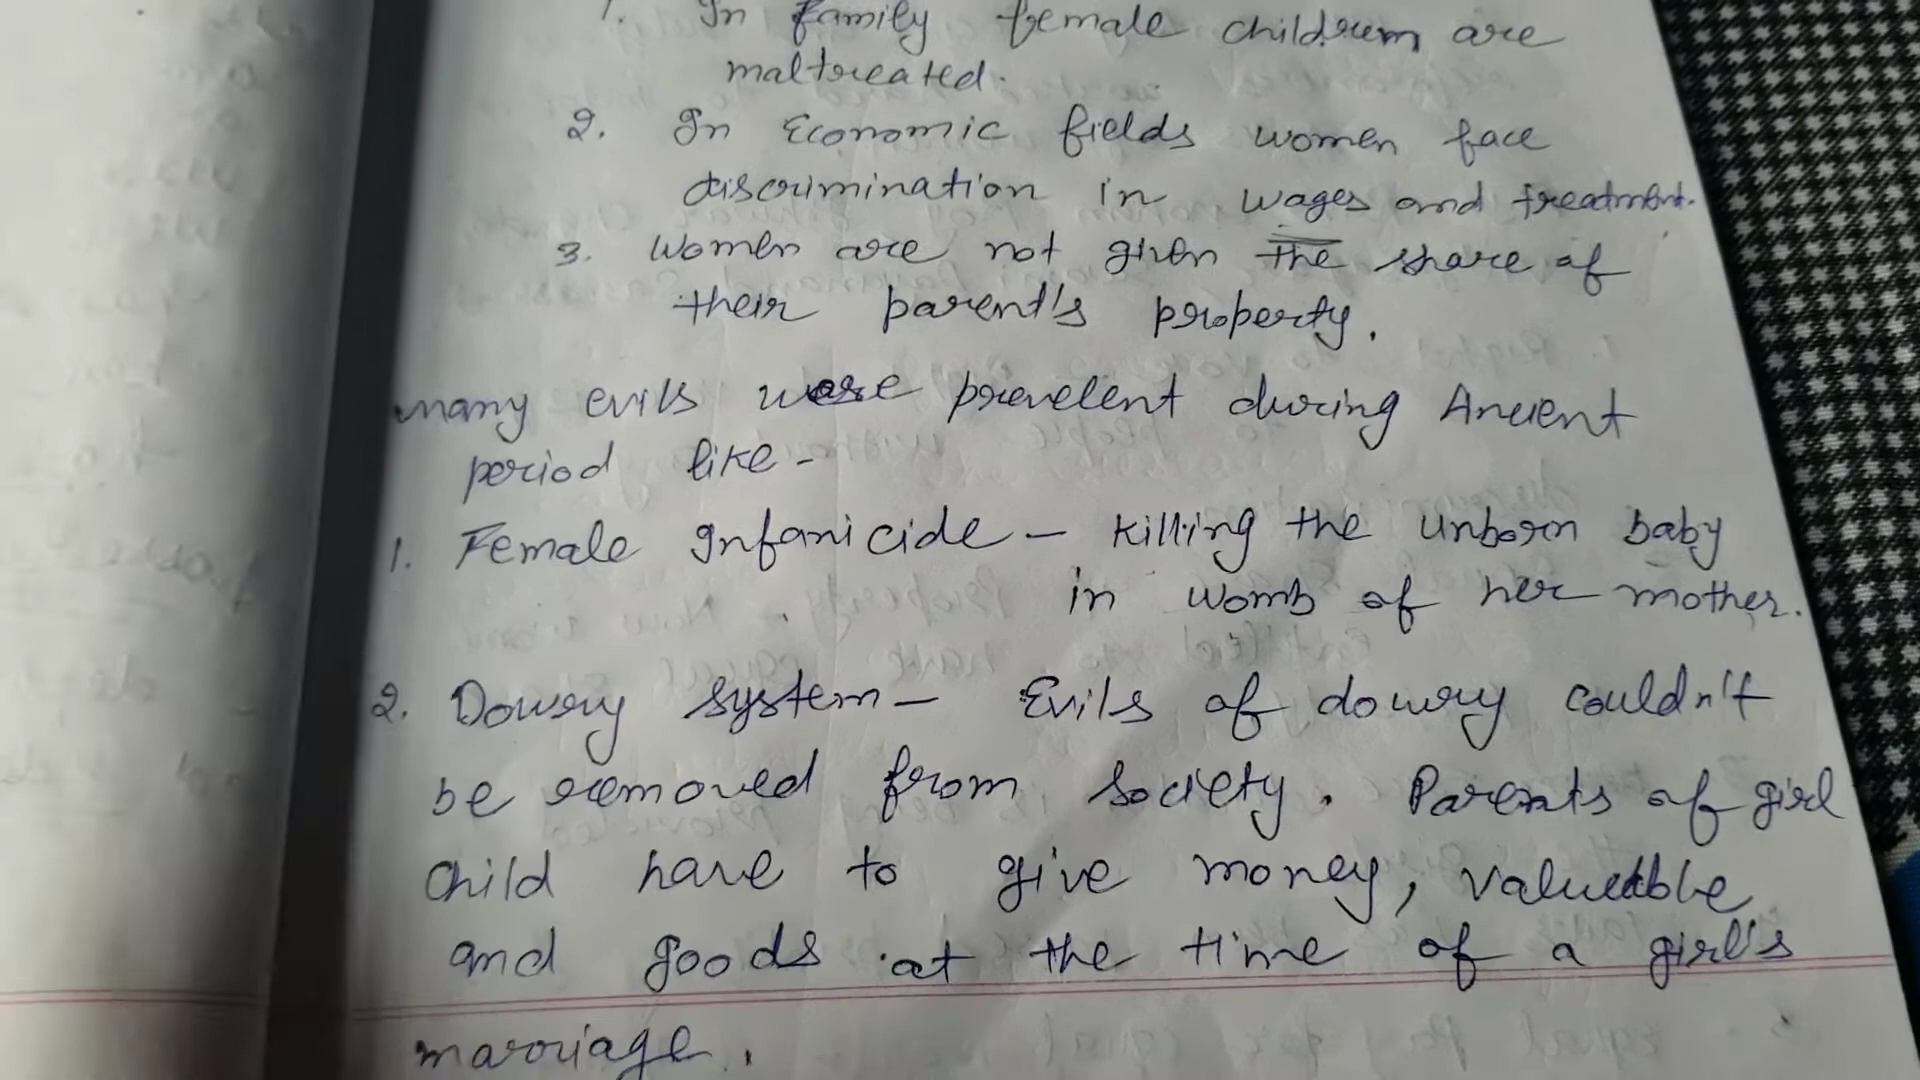 1. In family female children are
maltreated.
2. In Economic fields women face
discrimination in wages and treatment.
3. Women are not given the share of
their parent's property.
many evils were prevelent during Ancient
period like -
1. Female Infanicide - Killing the unborn baby
in womb of her mother.
2. Dowry system - Evils of dowry couldn't
be removed from society. Parents of girl
child have to give money, valuable
and goods at the time of a girl's
marriage.